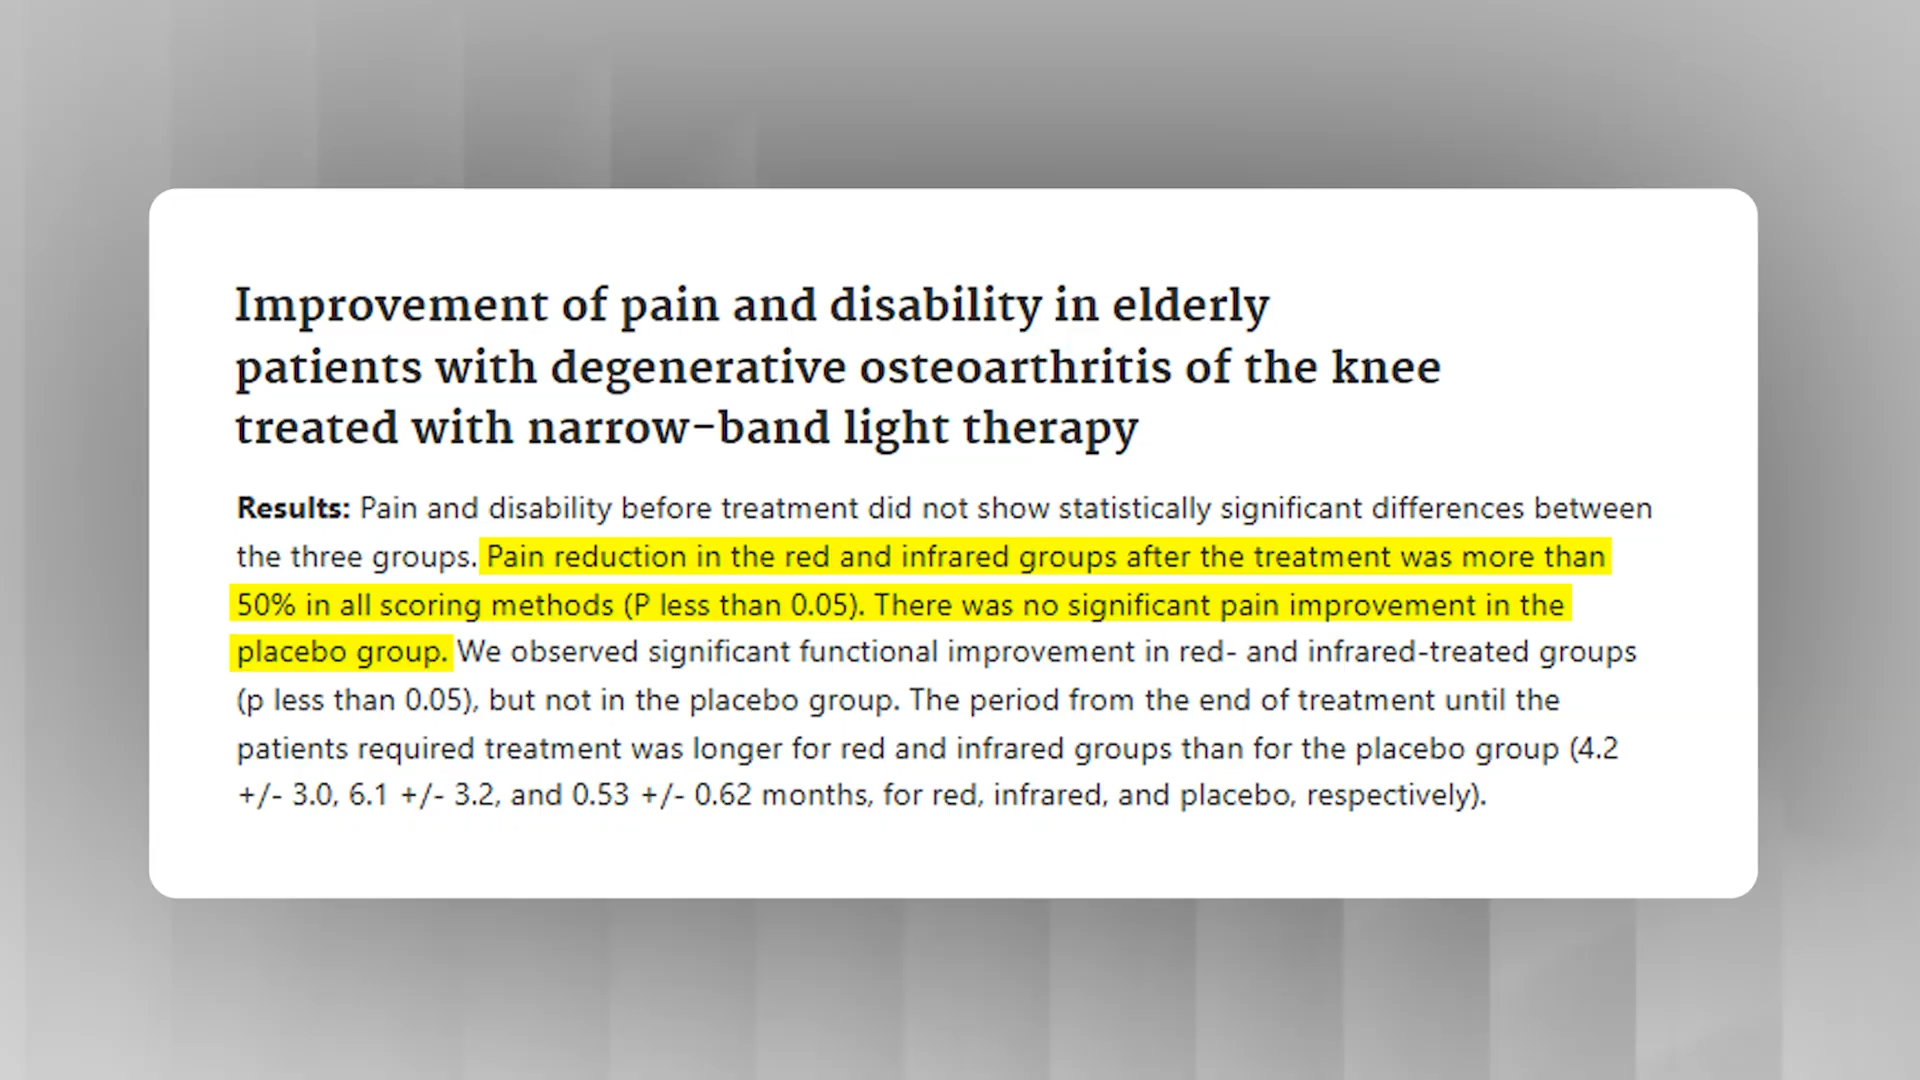 Improvement of pain and disability in elderly
patients with degenerative osteoarthritis of the knee
treated with narrow-band light therapy
Results: Pain and disability before treatment did not show statistically significant differences between
the three groups. Pain reduction in the red and infrared groups after the treatment was more than
50% in all scoring methods (P less than 0.05). There was no significant pain improvement in the
placebo group. We observed significant functional improvement in red- and infrared-treated groups
(p less than 0.05), but not in the placebo group. The period from the end of treatment until the
patients required treatment was longer for red and infrared groups than for the placebo group (4.2
+/- 3.0, 6.1 +/- 3.2, and 0.53 +/- 0.62 months, for red, infrared, and placebo, respectively).